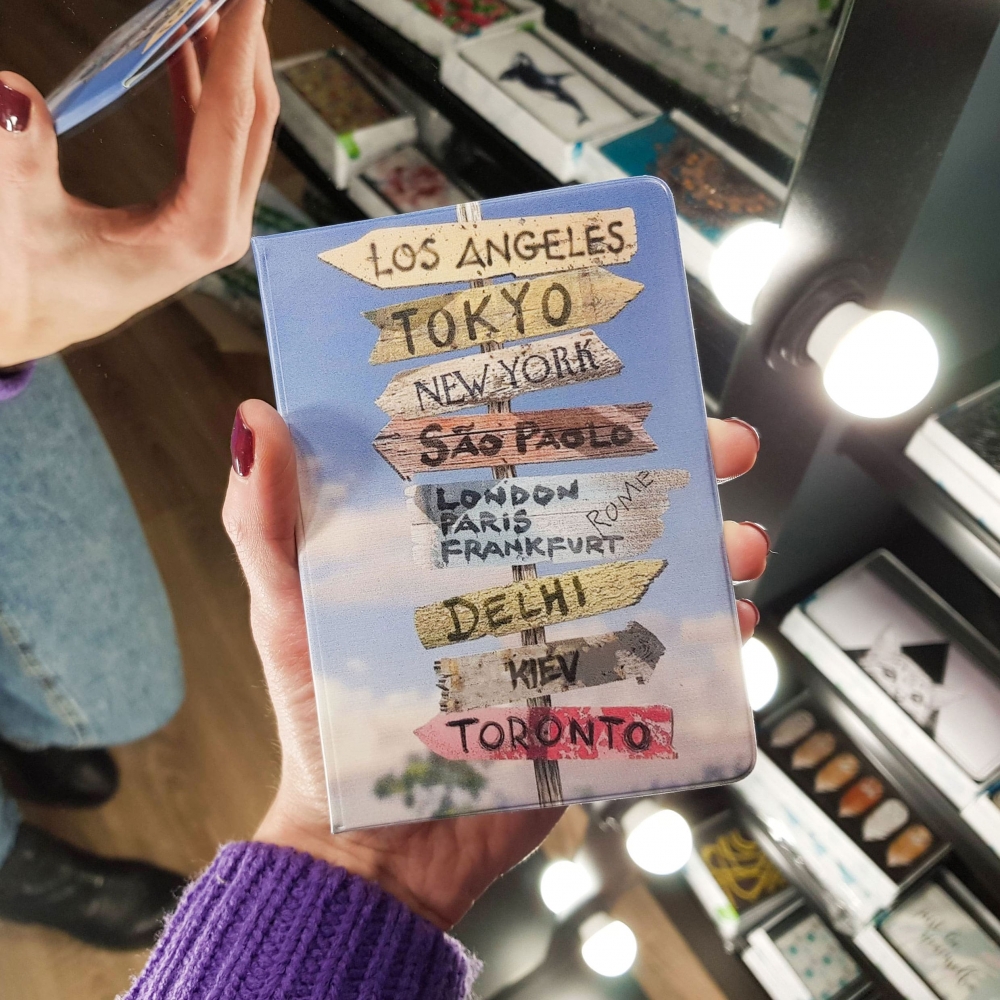 LOS ANGELES
TOKYO
NEW YORK
SÃO PAOLO
LONDON
PARIS
FRANKFURT
ROME
DELHI
KIEV
TORONTO